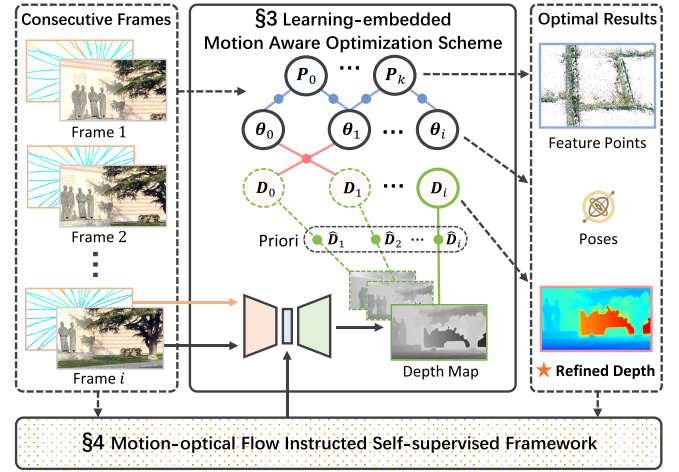 Consecutive Frames
Frame 1
Frame 2
Frame i
§3 Learning-embedded
Motion Aware Optimization Scheme
P₀ ··· Pₖ
θ₀ θ₁ ··· θᵢ
D₀ D₁ ··· Dᵢ
Priori D̂₁ D̂₂ ··· D̂ᵢ
Depth Map
Optimal Results
Feature Points
Poses
★ Refined Depth
§4 Motion-optical Flow Instructed Self-supervised Framework